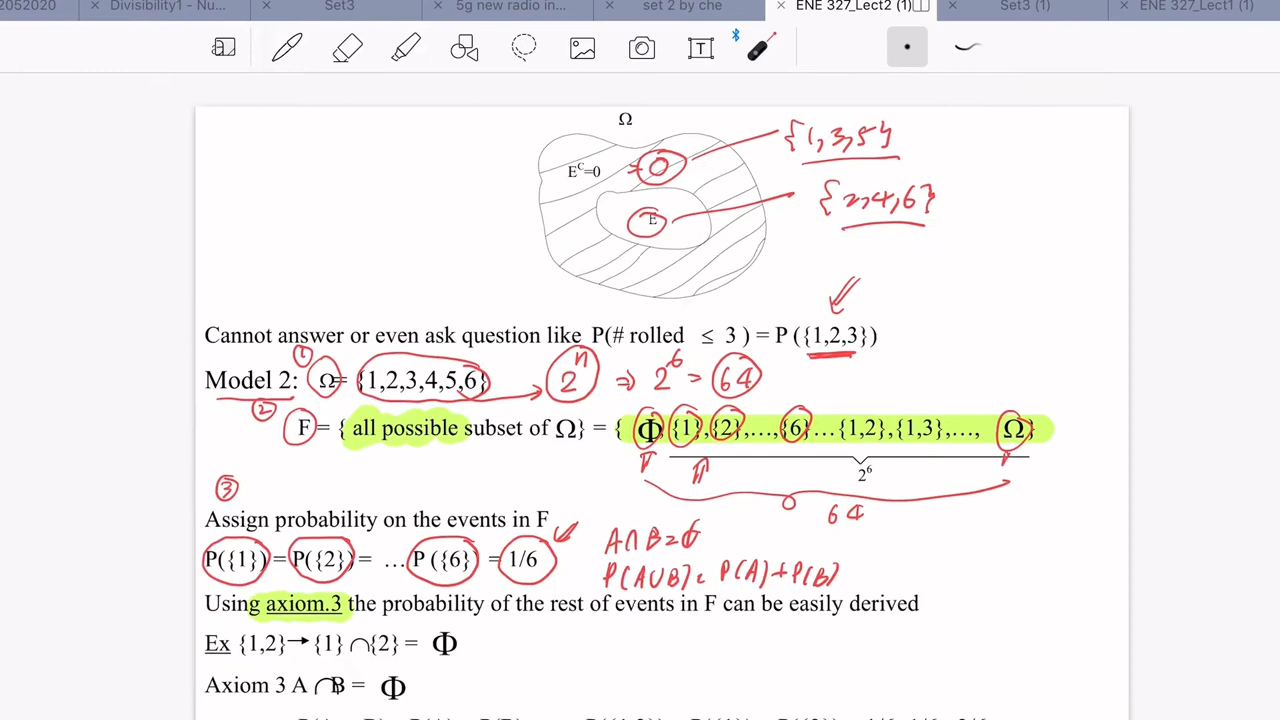 2052020 × Divisibility1 - Nu... × Set3 × 5g new radio in... × set 2 by che × ENE 327_Lect2 (1) × Set3 (1) × ENE 327_Lect1 (1)
T
Ω
{1,3,5}
E^C=0
{2,4,6}
E
Cannot answer or even ask question like P(# rolled ≤ 3 ) = P ({1,2,3})
① Model 2: Ω= {1,2,3,4,5,6} 2^n ⇒ 2^6 = 64
② F = { all possible subset of Ω} = { Φ {1},{2},…,{6}…{1,2},{1,3},…, Ω}
2^6
64
③
Assign probability on the events in F
A∩B=ϕ
P({1}) = P({2}) = …P ({6}) = 1/6
P(A∪B) = P(A)+P(B)
Using axiom.3 the probability of the rest of events in F can be easily derived
Ex {1,2}→{1} ∩{2} = Φ
Axiom 3 A ∩B = Φ